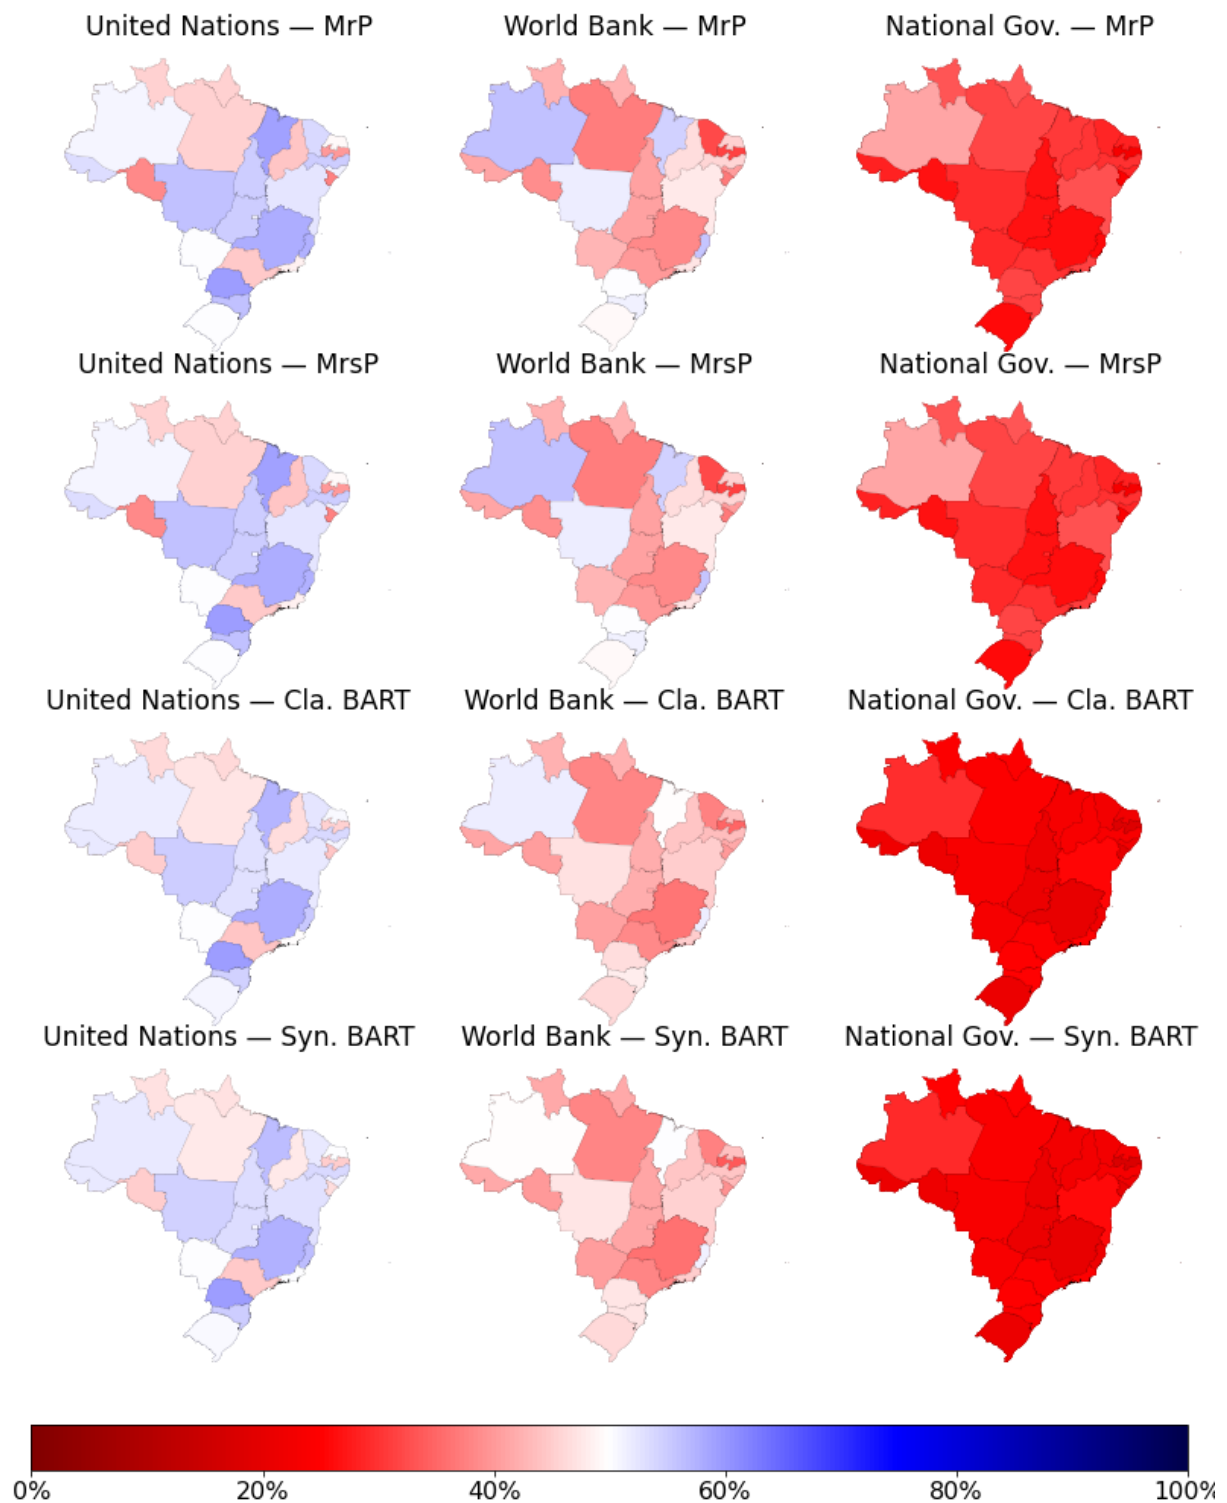 United Nations — MrP
World Bank — MrP
National Gov. — MrP
United Nations — MrsP
World Bank — MrsP
National Gov. — MrsP
United Nations — Cla. BART
World Bank — Cla. BART
National Gov. — Cla. BART
United Nations — Syn. BART
World Bank — Syn. BART
National Gov. — Syn. BART
0%
20%
40%
60%
80%
100%